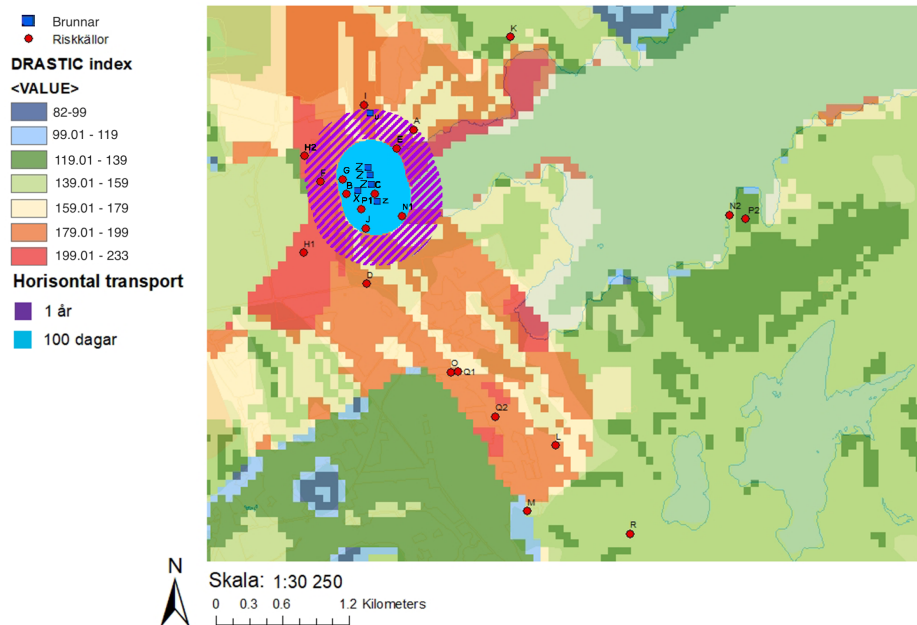 Brunnar
Riskkällor
DRASTIC index
<VALUE>
82-99
99.01 - 119
119.01 - 139
139.01 - 159
159.01 - 179
179.01 - 199
199.01 - 233
Horisontal transport
1 år
100 dagar
K
I
A
E
H2
G
F
Z
Z
Z
B
C
X
Z
P1
N1
J
H1
D
N2
P2
O
Q1
Q2
L
M
R
N
Skala: 1:30 250
0 0.3 0.6 1.2 Kilometers